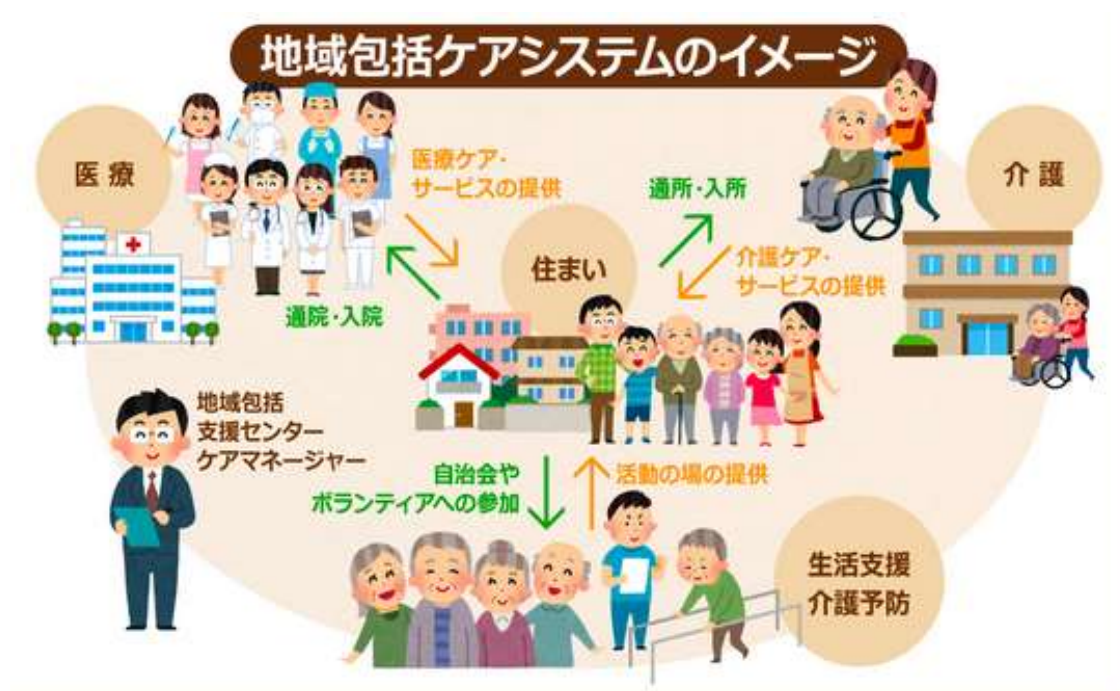 地域包括ケアシステムのイメージ
医療
医療ケア・
サービスの提供
通院・入院
住まい
通所・入所
介護ケア・
サービスの提供
介護
地域包括
支援センター
ケアマネージャー
自治会や
ボランティアへの参加
活動の場の提供
生活支援
介護予防